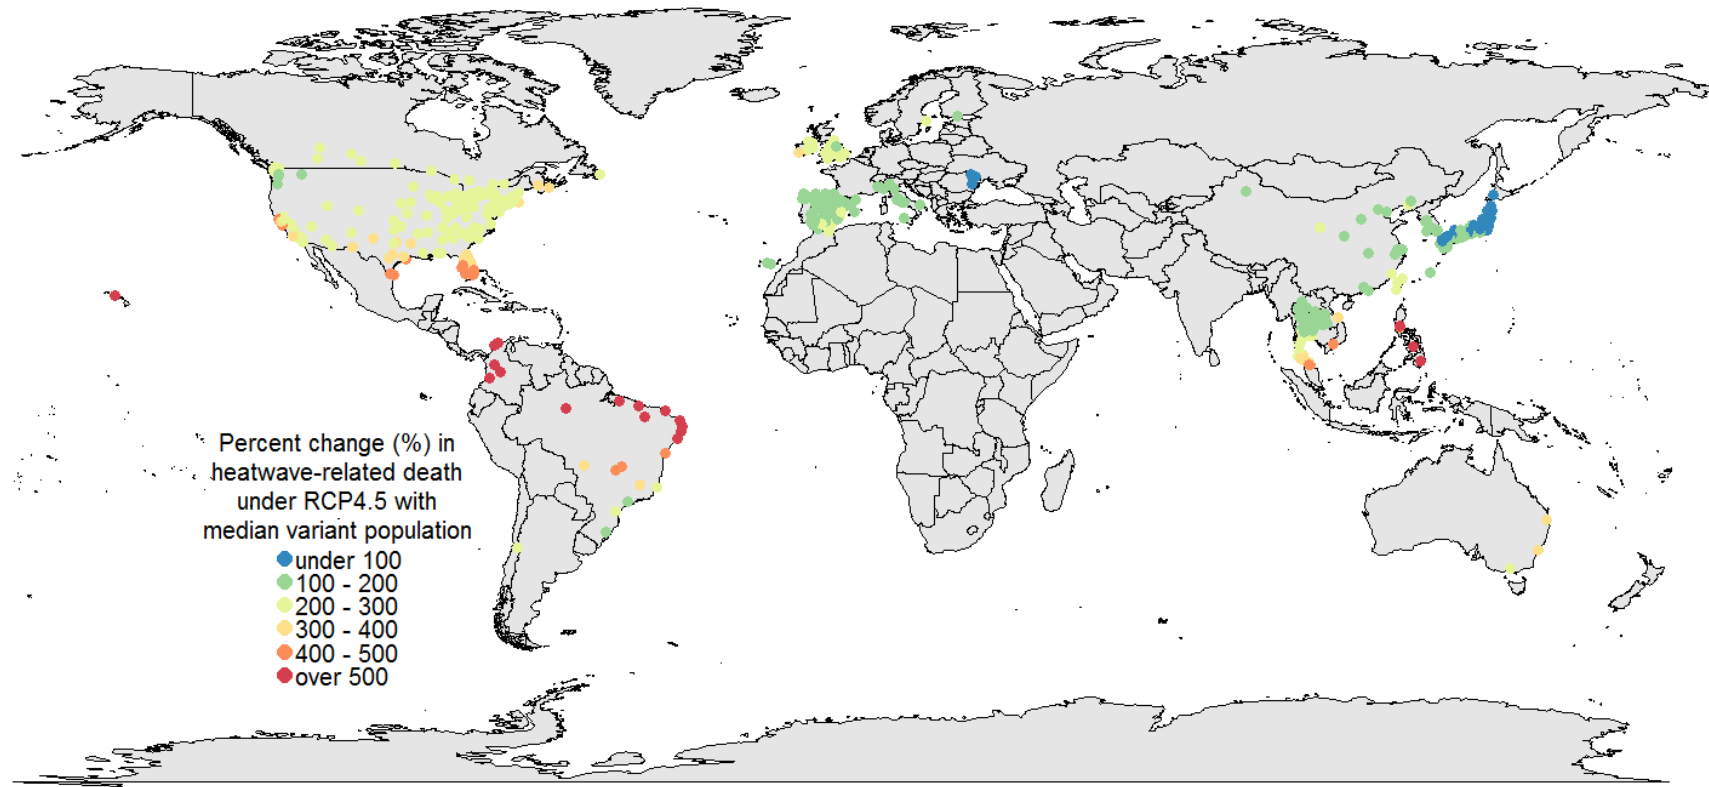 Percent change (%) in
heatwave-related death
under RCP4.5 with
median variant population
under 100
100 - 200
200 - 300
300 - 400
400 - 500
over 500